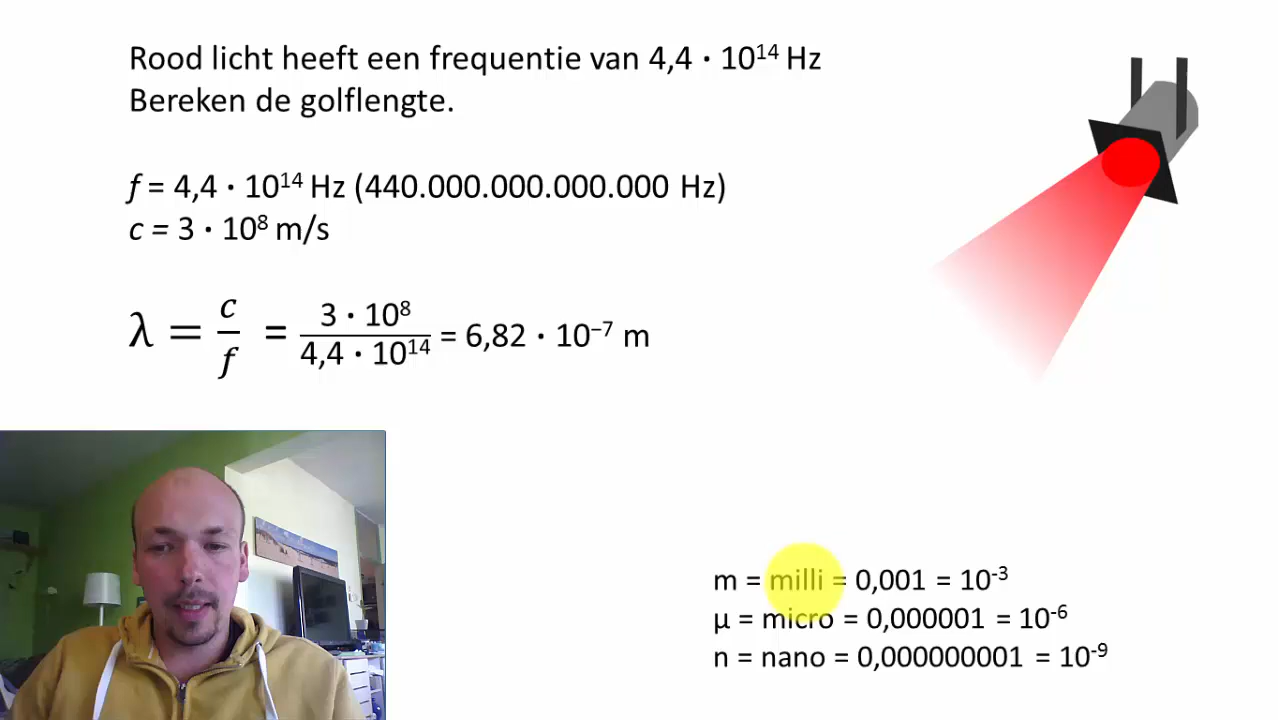 Rood licht heeft een frequentie van 4,4 · 10¹⁴ Hz
Bereken de golflengte.
f = 4,4 · 10¹⁴ Hz (440.000.000.000.000 Hz)
c = 3 · 10⁸ m/s
λ = c/f = (3 · 10⁸)/(4,4 · 10¹⁴) = 6,82 · 10⁻⁷ m
m = milli = 0,001 = 10⁻³
µ = micro = 0,000001 = 10⁻⁶
n = nano = 0,000000001 = 10⁻⁹